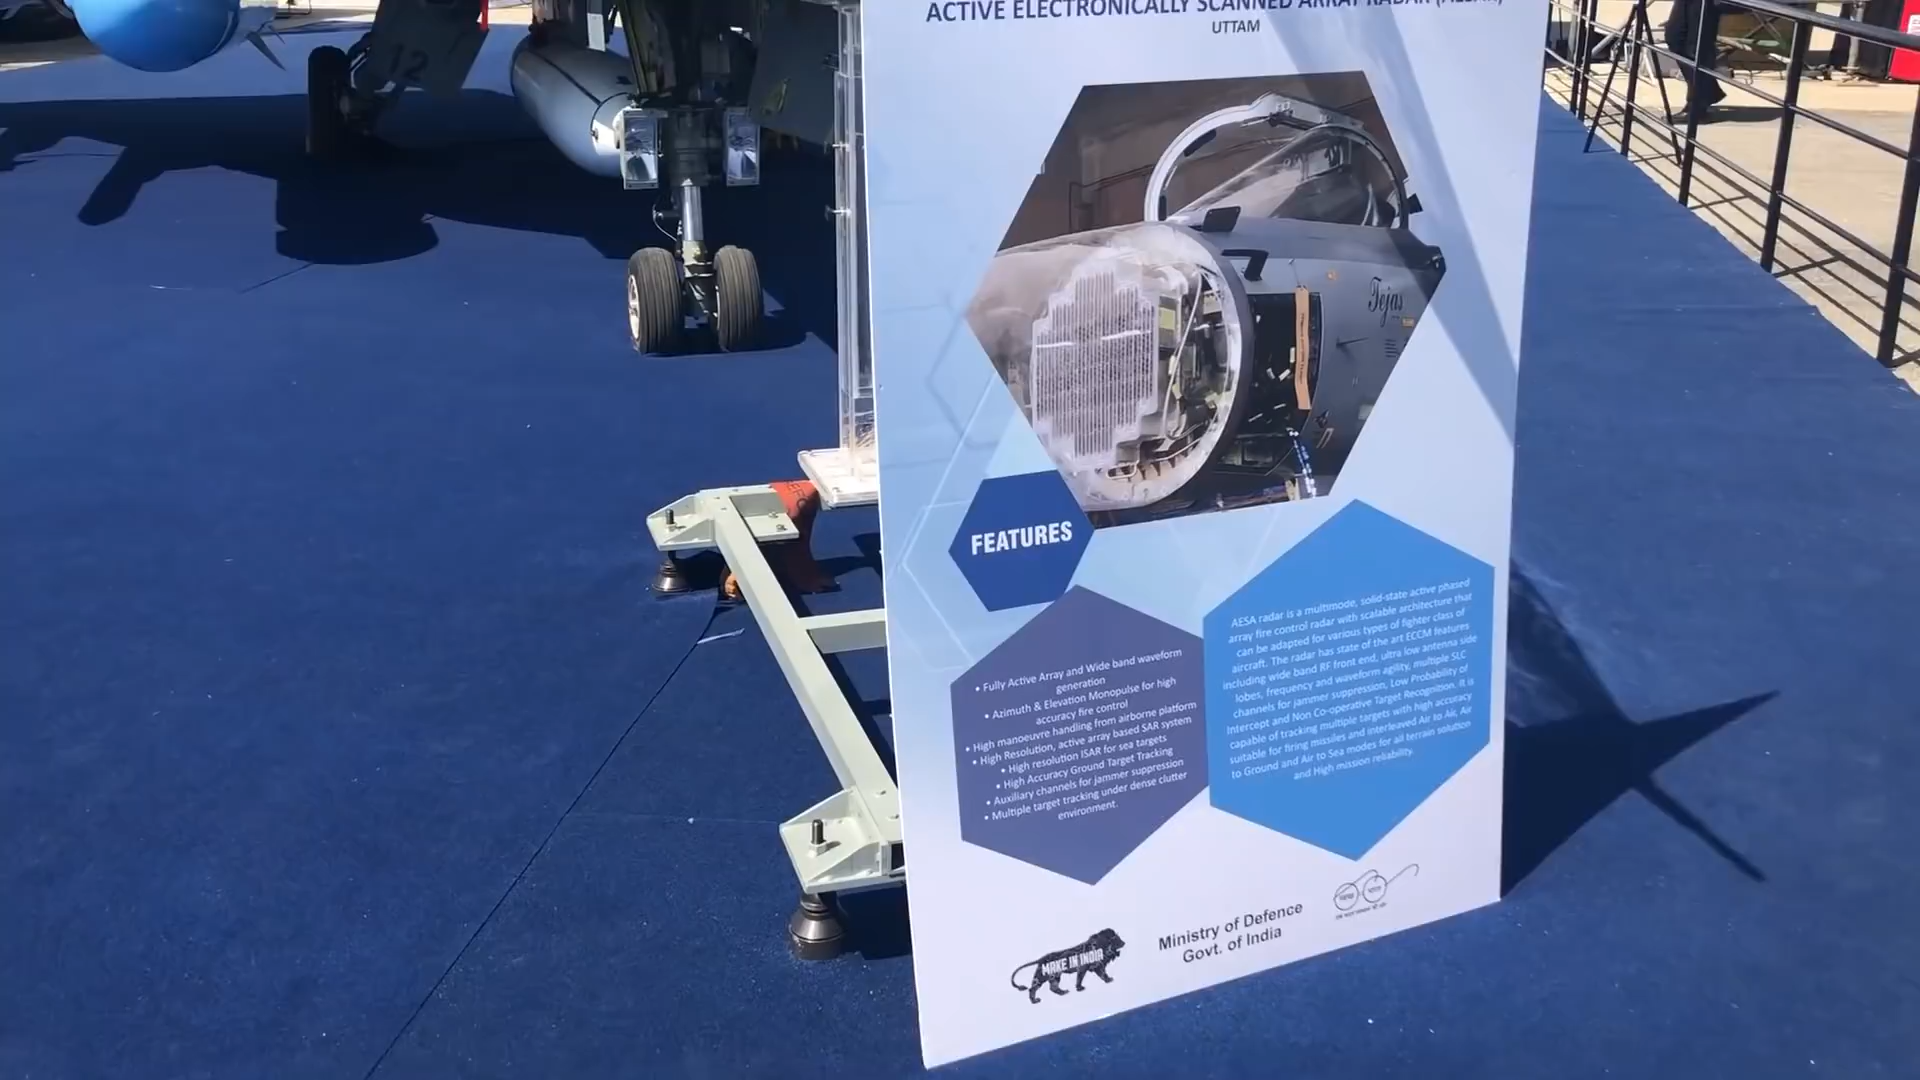 ACTIVE ELECTRONICALLY SCANNED ARRAY RADAR
UTTAM
12
Tejas
FEATURES
• Fully Active Array and Wide band waveform
generation
• Azimuth & Elevation Monopulse for high
accuracy fire control
• High manoeuvre handling from airborne platform
• High Resolution, active array based SAR system
• High resolution ISAR for sea targets
• High Accuracy Ground Target Tracking
• Auxiliary channels for jammer suppression
• Multiple target tracking under dense clutter
environment.
AESA radar is a multimode, solid-state active phased
array fire control radar with scalable architecture that
can be adapted for various types of fighter class of
aircraft. The radar has state of the art ECCM features
including wide band RF front end, ultra low antenna side
lobes, frequency and waveform agility, multiple SLC
channels for jammer suppression, Low Probability of
Intercept and Non Co-operative Target Recognition. It is
capable of tracking multiple targets with high accuracy
suitable for firing missiles and interleaved Air to Air, Air
to Ground and Air to Sea modes for all terrain solution
and High mission reliability.
MAKE IN INDIA
Ministry of Defence
Govt. of India